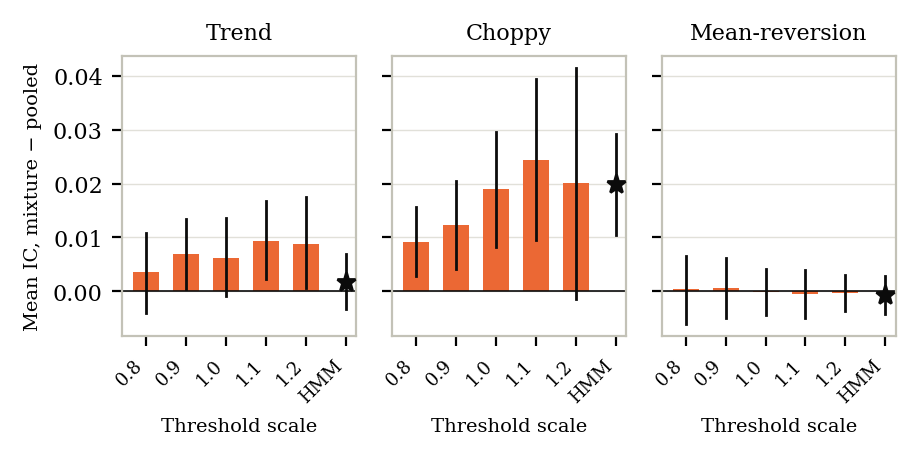 Trend
Choppy
Mean-reversion
Mean IC, mixture − pooled
0.04
0.03
0.02
0.01
0.00
0.8 0.9 1.0 1.1 1.2 HMM
0.8 0.9 1.0 1.1 1.2 HMM
0.8 0.9 1.0 1.1 1.2 HMM
Threshold scale
Threshold scale
Threshold scale